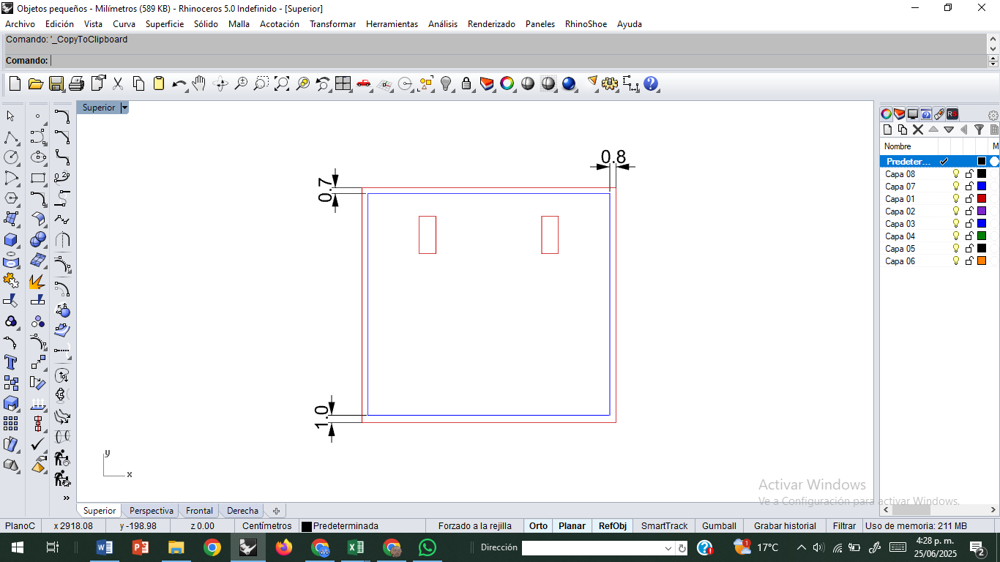 Objetos pequeños - Milímetros (589 KB) - Rhinoceros 5.0 Indefinido - [Superior]
Archivo Edición Vista Curva Superficie Sólido Malla Acotación Transformar Herramientas Análisis Renderizado Paneles RhinoShoe Ayuda
Comando: '_CopyToClipboard
Comando:
Superior
Nombre M
Predeter...
Capa 08
Capa 07
Capa 01
Capa 02
Capa 03
Capa 04
Capa 05
Capa 06
0.8
0.7
1.0
y
x
Activar Windows
Ve a Configuración para activar Windows.
Superior Perspectiva Frontal Derecha
PlanoC x 2918.08 y -198.98 z 0.00 Centímetros Predeterminada Forzado a la rejilla Orto Planar RefObj SmartTrack Gumball Grabar historial Filtrar Uso de memoria: 211 MB
Dirección 17°C 4:28 p. m.
25/06/2025 2